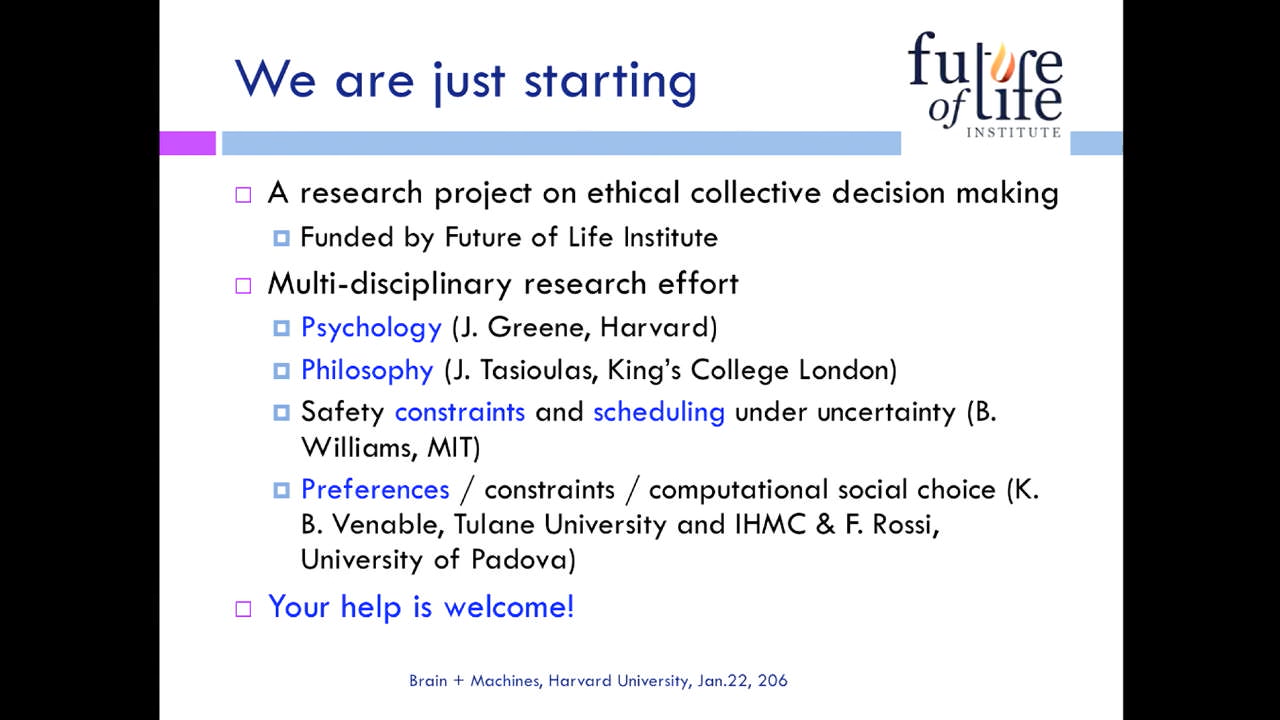 We are just starting
future
of life
INSTITUTE
A research project on ethical collective decision making
Funded by Future of Life Institute
Multi-disciplinary research effort
Psychology (J. Greene, Harvard)
Philosophy (J. Tasioulas, King's College London)
Safety constraints and scheduling under uncertainty (B.
Williams, MIT)
Preferences / constraints / computational social choice (K.
B. Venable, Tulane University and IHMC & F. Rossi,
University of Padova)
Your help is welcome!
Brain + Machines, Harvard University, Jan.22, 206